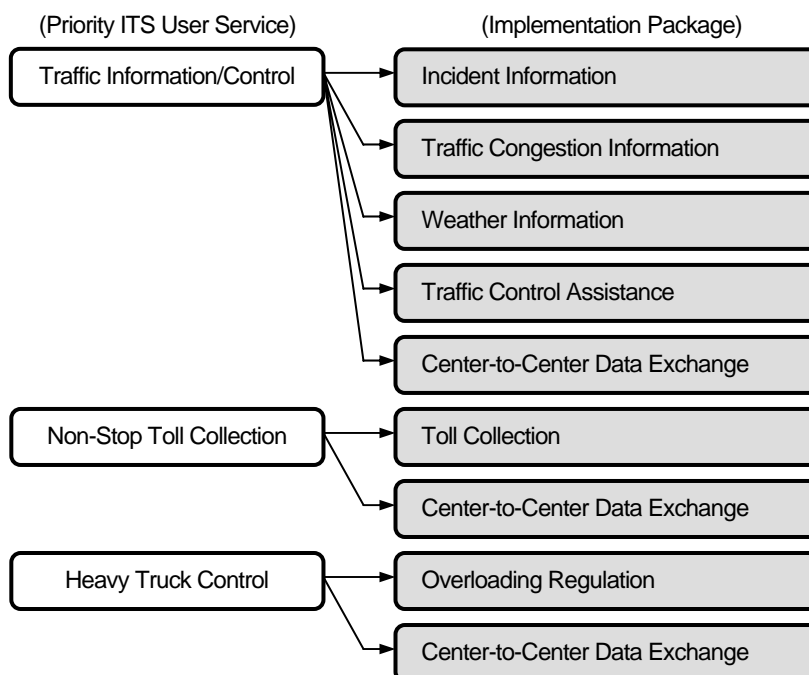 (Priority ITS User Service) (Implementation Package)
Traffic Information/Control Incident Information
Traffic Congestion Information
Weather Information
Traffic Control Assistance
Center-to-Center Data Exchange
Non-Stop Toll Collection Toll Collection
Center-to-Center Data Exchange
Heavy Truck Control Overloading Regulation
Center-to-Center Data Exchange